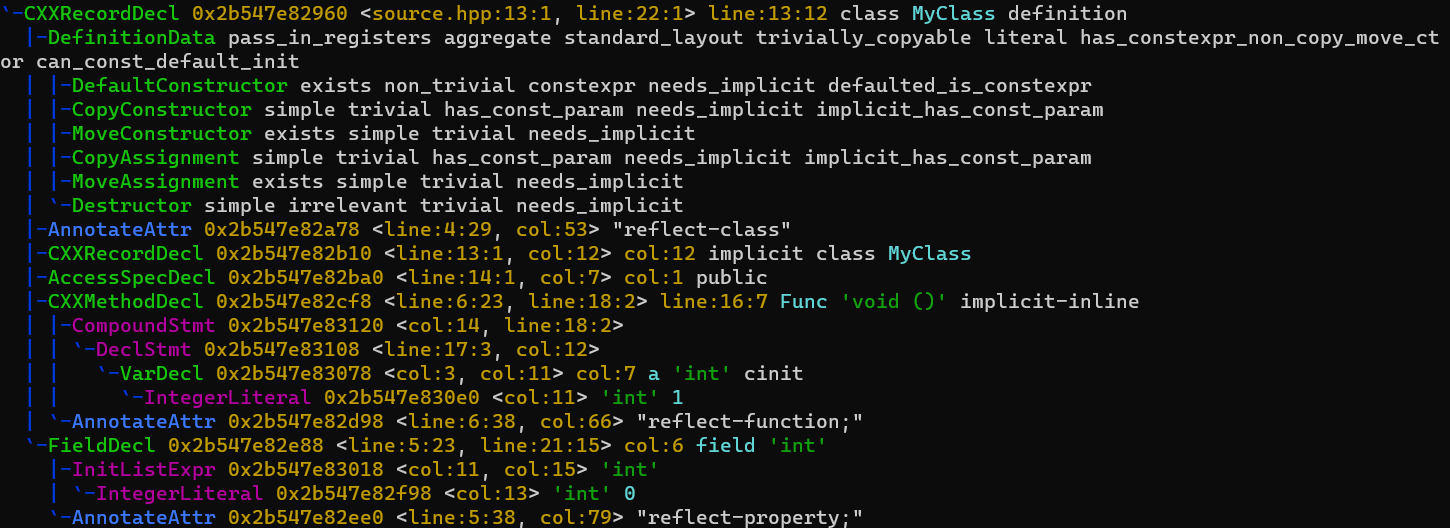 `-CXXRecordDecl 0x2b547e82960 <source.hpp:13:1, line:22:1> line:13:12 class MyClass definition
  |-DefinitionData pass_in_registers aggregate standard_layout trivially_copyable literal has_constexpr_non_copy_move_ct
or can_const_default_init
  | |-DefaultConstructor exists non_trivial constexpr needs_implicit defaulted_is_constexpr
  | |-CopyConstructor simple trivial has_const_param needs_implicit implicit_has_const_param
  | |-MoveConstructor exists simple trivial needs_implicit
  | |-CopyAssignment simple trivial has_const_param needs_implicit implicit_has_const_param
  | |-MoveAssignment exists simple trivial needs_implicit
  | `-Destructor simple irrelevant trivial needs_implicit
  |-AnnotateAttr 0x2b547e82a78 <line:4:29, col:53> "reflect-class"
  |-CXXRecordDecl 0x2b547e82b10 <line:13:1, col:12> col:12 implicit class MyClass
  |-AccessSpecDecl 0x2b547e82ba0 <line:14:1, col:7> col:1 public
  |-CXXMethodDecl 0x2b547e82cf8 <line:6:23, line:18:2> line:16:7 Func 'void ()' implicit-inline
  | |-CompoundStmt 0x2b547e83120 <col:14, line:18:2>
  | | `-DeclStmt 0x2b547e83108 <line:17:3, col:12>
  | |   `-VarDecl 0x2b547e83078 <col:3, col:11> col:7 a 'int' cinit
  | |     `-IntegerLiteral 0x2b547e830e0 <col:11> 'int' 1
  | `-AnnotateAttr 0x2b547e82d98 <line:6:38, col:66> "reflect-function;"
  `-FieldDecl 0x2b547e82e88 <line:5:23, line:21:15> col:6 field 'int'
    |-InitListExpr 0x2b547e83018 <col:11, col:15> 'int'
    | `-IntegerLiteral 0x2b547e82f98 <col:13> 'int' 0
    `-AnnotateAttr 0x2b547e82ee0 <line:5:38, col:79> "reflect-property;"